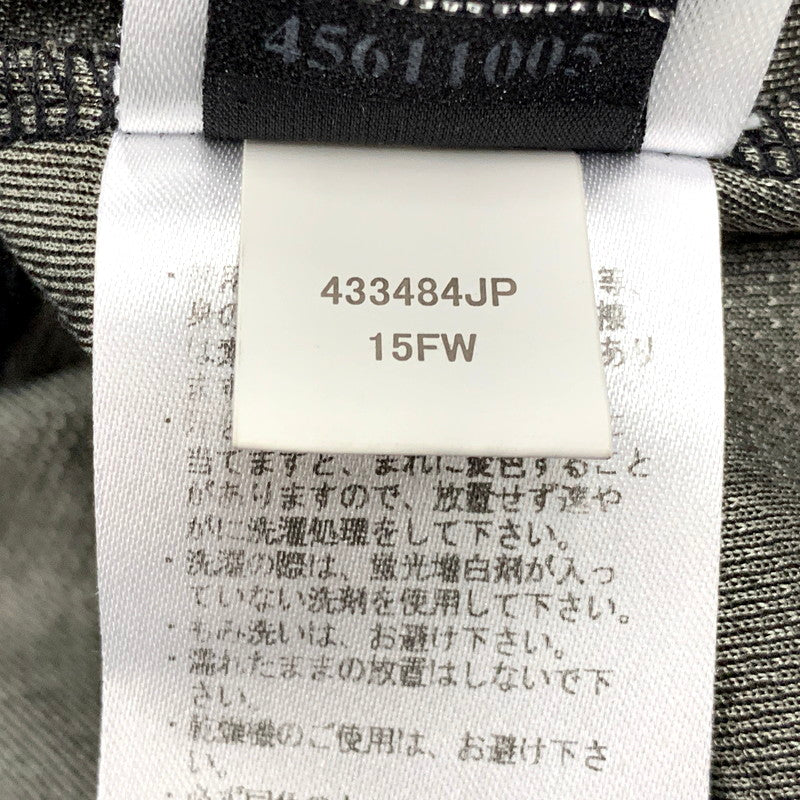 45611005
433484JP
15FW
等、
身の
あり
当てますと、まれに変色すること
がありますので、放置せず速や
かに洗濯処理をして下さい。
・洗濯の際は、蛍光増白剤が入っ
ていない洗剤を使用して下さい。
・もみ洗いは、お避け下さい。
・濡れたままの放置はしないで下
さい。
・乾燥機のご使用は、お避け下さ
い。